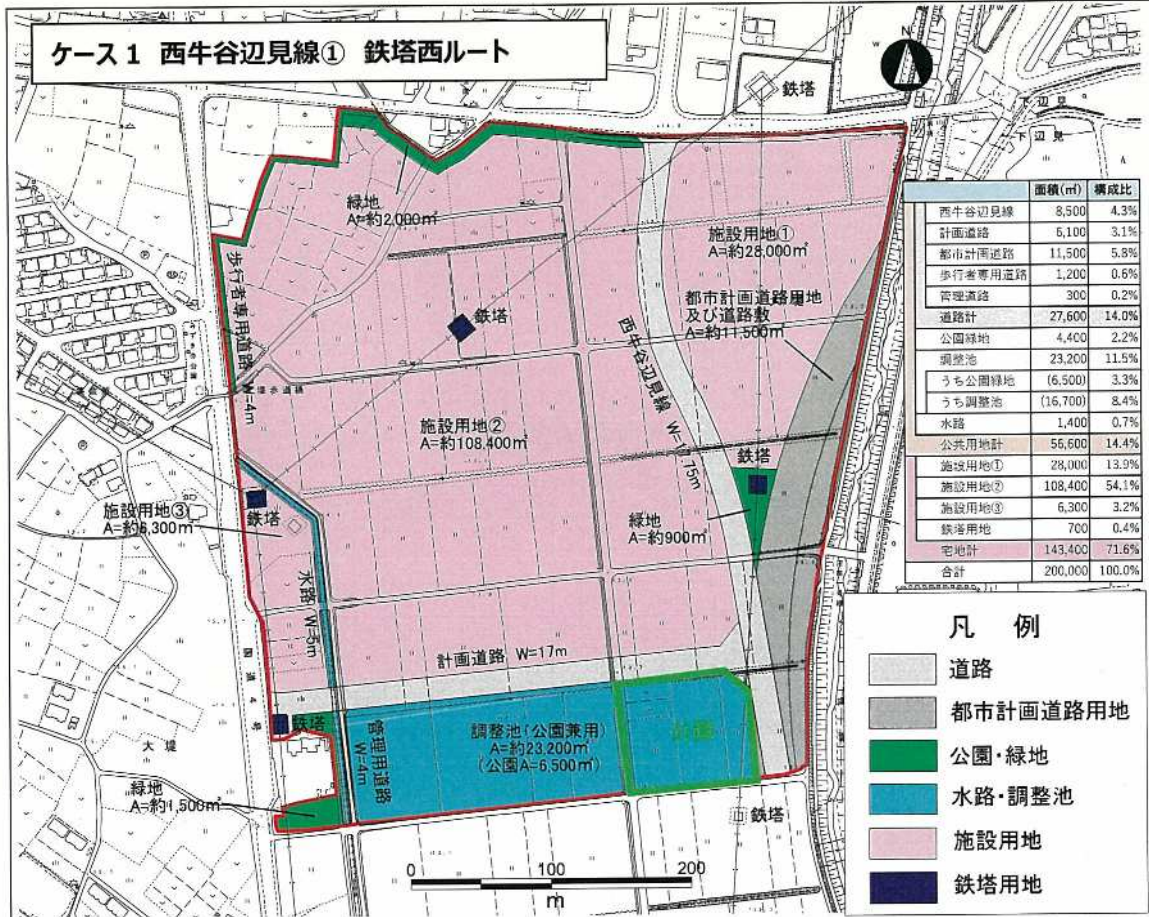 ケース1 西牛谷辺見線① 鉄塔西ルート
N
鉄塔
下辺見
下辺見
緑地
A=約2,000㎡
施設用地①
A=約28,000㎡
歩行者専用道路 W=4m
鉄塔
都市計画道路用地
及び道路敷
A=約11,500㎡
西牛谷辺見線
施設用地②
A=約108,400㎡
鉄塔
施設用地③
A=約6,300㎡
鉄塔
緑地
A=約900㎡
水路 W=5m
計画道路 W=17m
国道4号
鉄塔
大堤
管理用道路
W=4m
調整池(公園兼用)
A=約23,200㎡
(公園A=6,500㎡)
公園
緑地
A=約1,500㎡
鉄塔
0 100 200
m
面積(㎡) 構成比
西牛谷辺見線 8,500 4.3%
計画道路 6,100 3.1%
都市計画道路 11,500 5.8%
歩行者専用道路 1,200 0.6%
管理道路 300 0.2%
道路計 27,600 14.0%
公園緑地 4,400 2.2%
調整池 23,200 11.5%
うち公園緑地 (6,500) 3.3%
うち調整池 (16,700) 8.4%
水路 1,400 0.7%
公共用地計 56,600 14.4%
施設用地① 28,000 13.9%
施設用地② 108,400 54.1%
施設用地③ 6,300 3.2%
鉄塔用地 700 0.4%
宅地計 143,400 71.6%
合計 200,000 100.0%
凡 例
道路
都市計画道路用地
公園・緑地
水路・調整池
施設用地
鉄塔用地